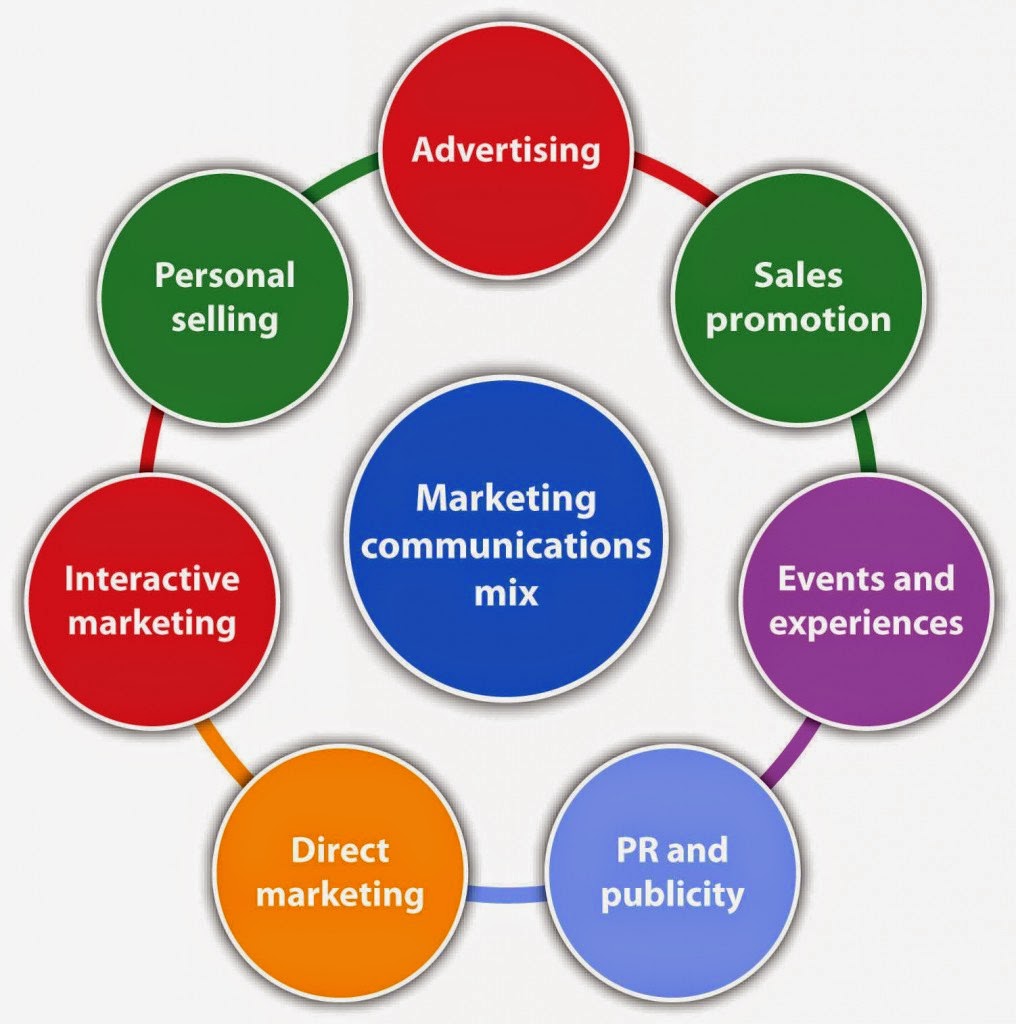 Advertising
Sales
promotion
Events and
experiences
PR and
publicity
Direct
marketing
Interactive
marketing
Personal
selling
Marketing
communications
mix